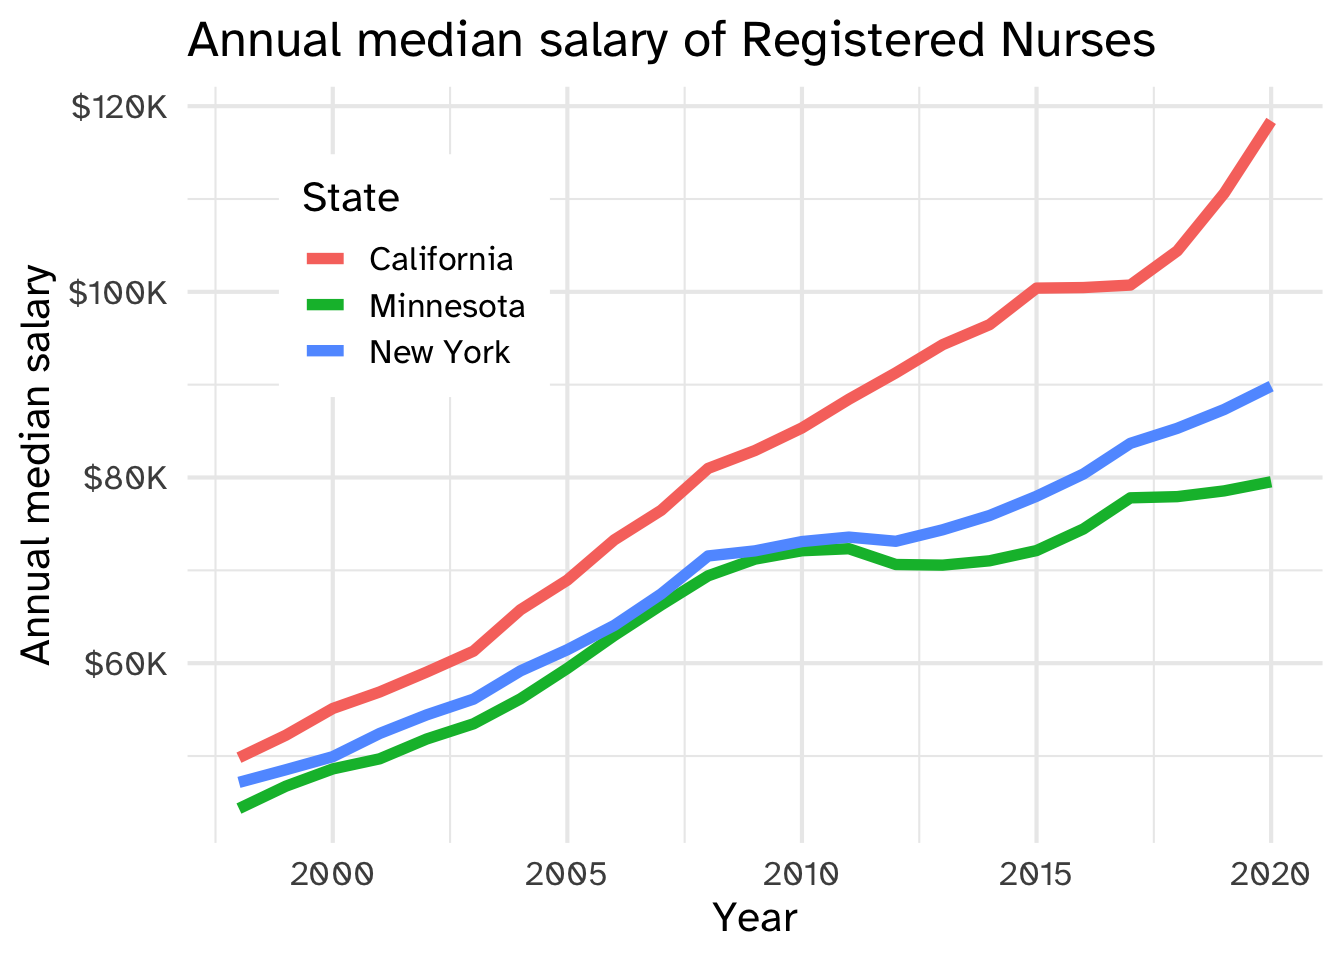 Annual median salary of Registered Nurses
Annual median salary
$120K
$100K
$80K
$60K
State
California
Minnesota
New York
2000 2005 2010 2015 2020
Year